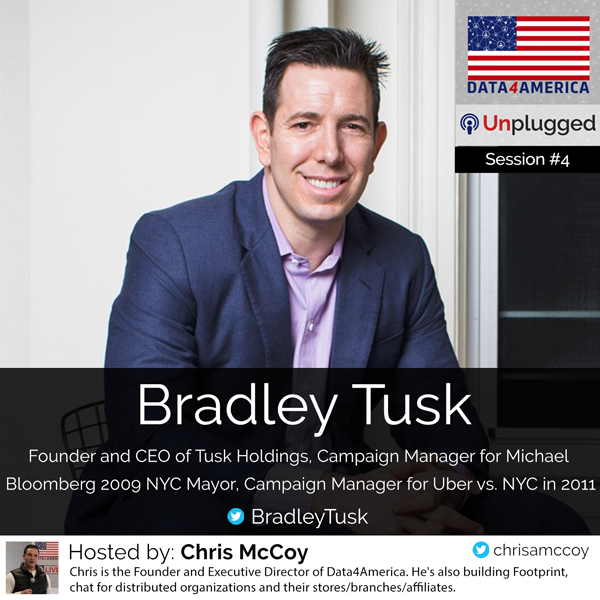 DATA4AMERICA
Unplugged
Session #4
Bradley Tusk
Founder and CEO of Tusk Holdings, Campaign Manager for Michael
Bloomberg 2009 NYC Mayor, Campaign Manager for Uber vs. NYC in 2011
BradleyTusk
Hosted by: Chris McCoy
chrisamccoy
Chris is the Founder and Executive Director of Data4America. He's also building Footprint,
chat for distributed organizations and their stores/branches/affiliates.
LIVE